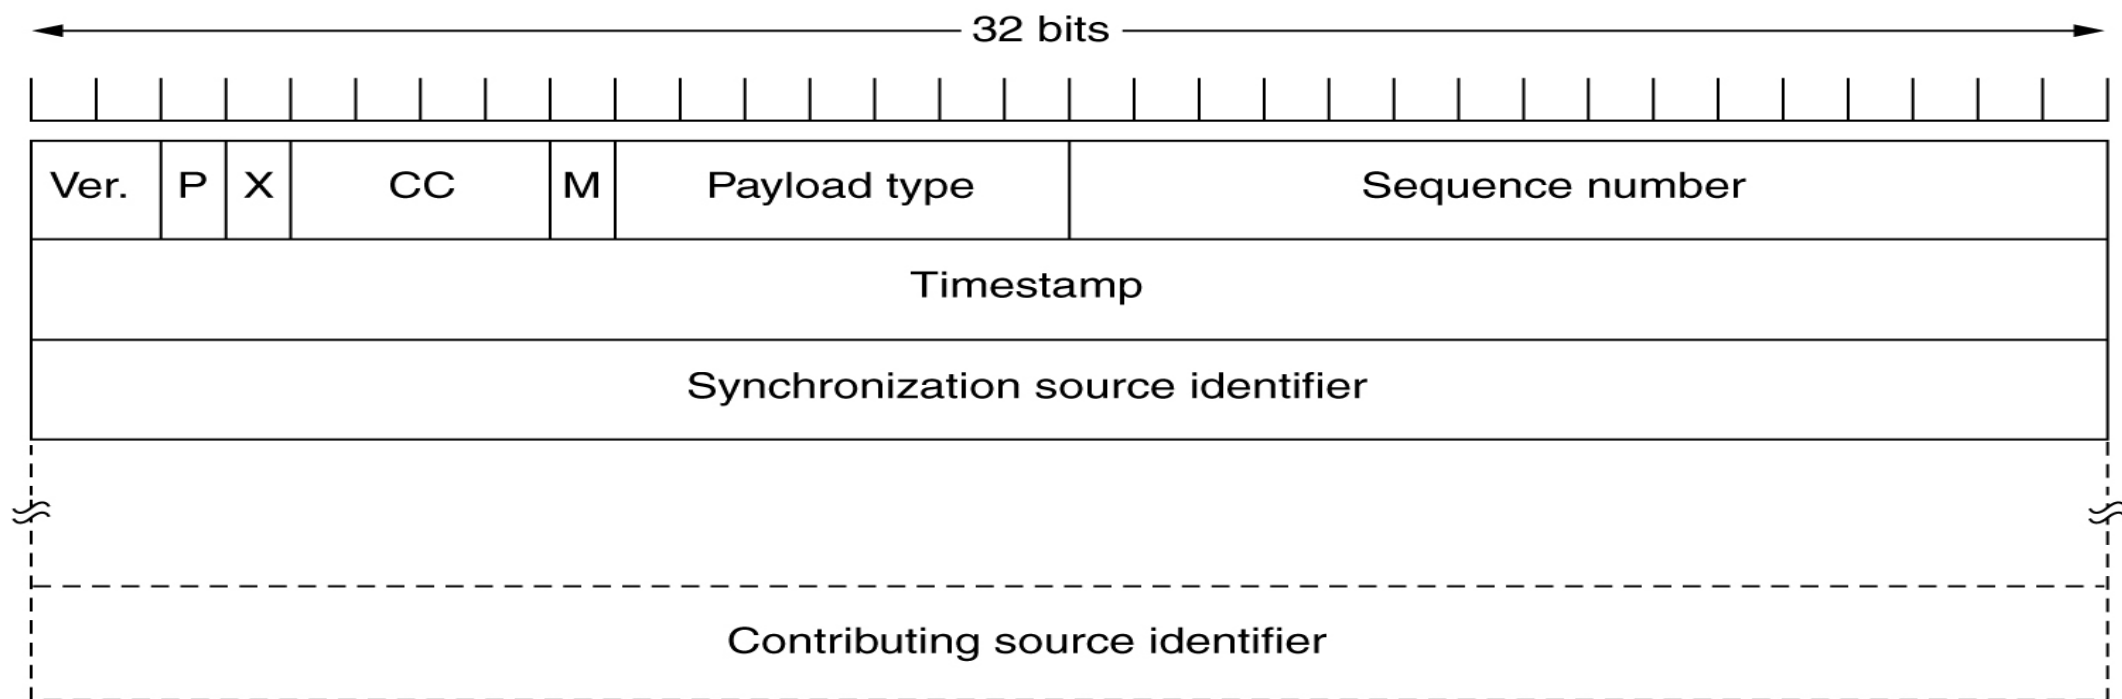 32 bits
Ver. P X CC M Payload type Sequence number
Timestamp
Synchronization source identifier
Contributing source identifier